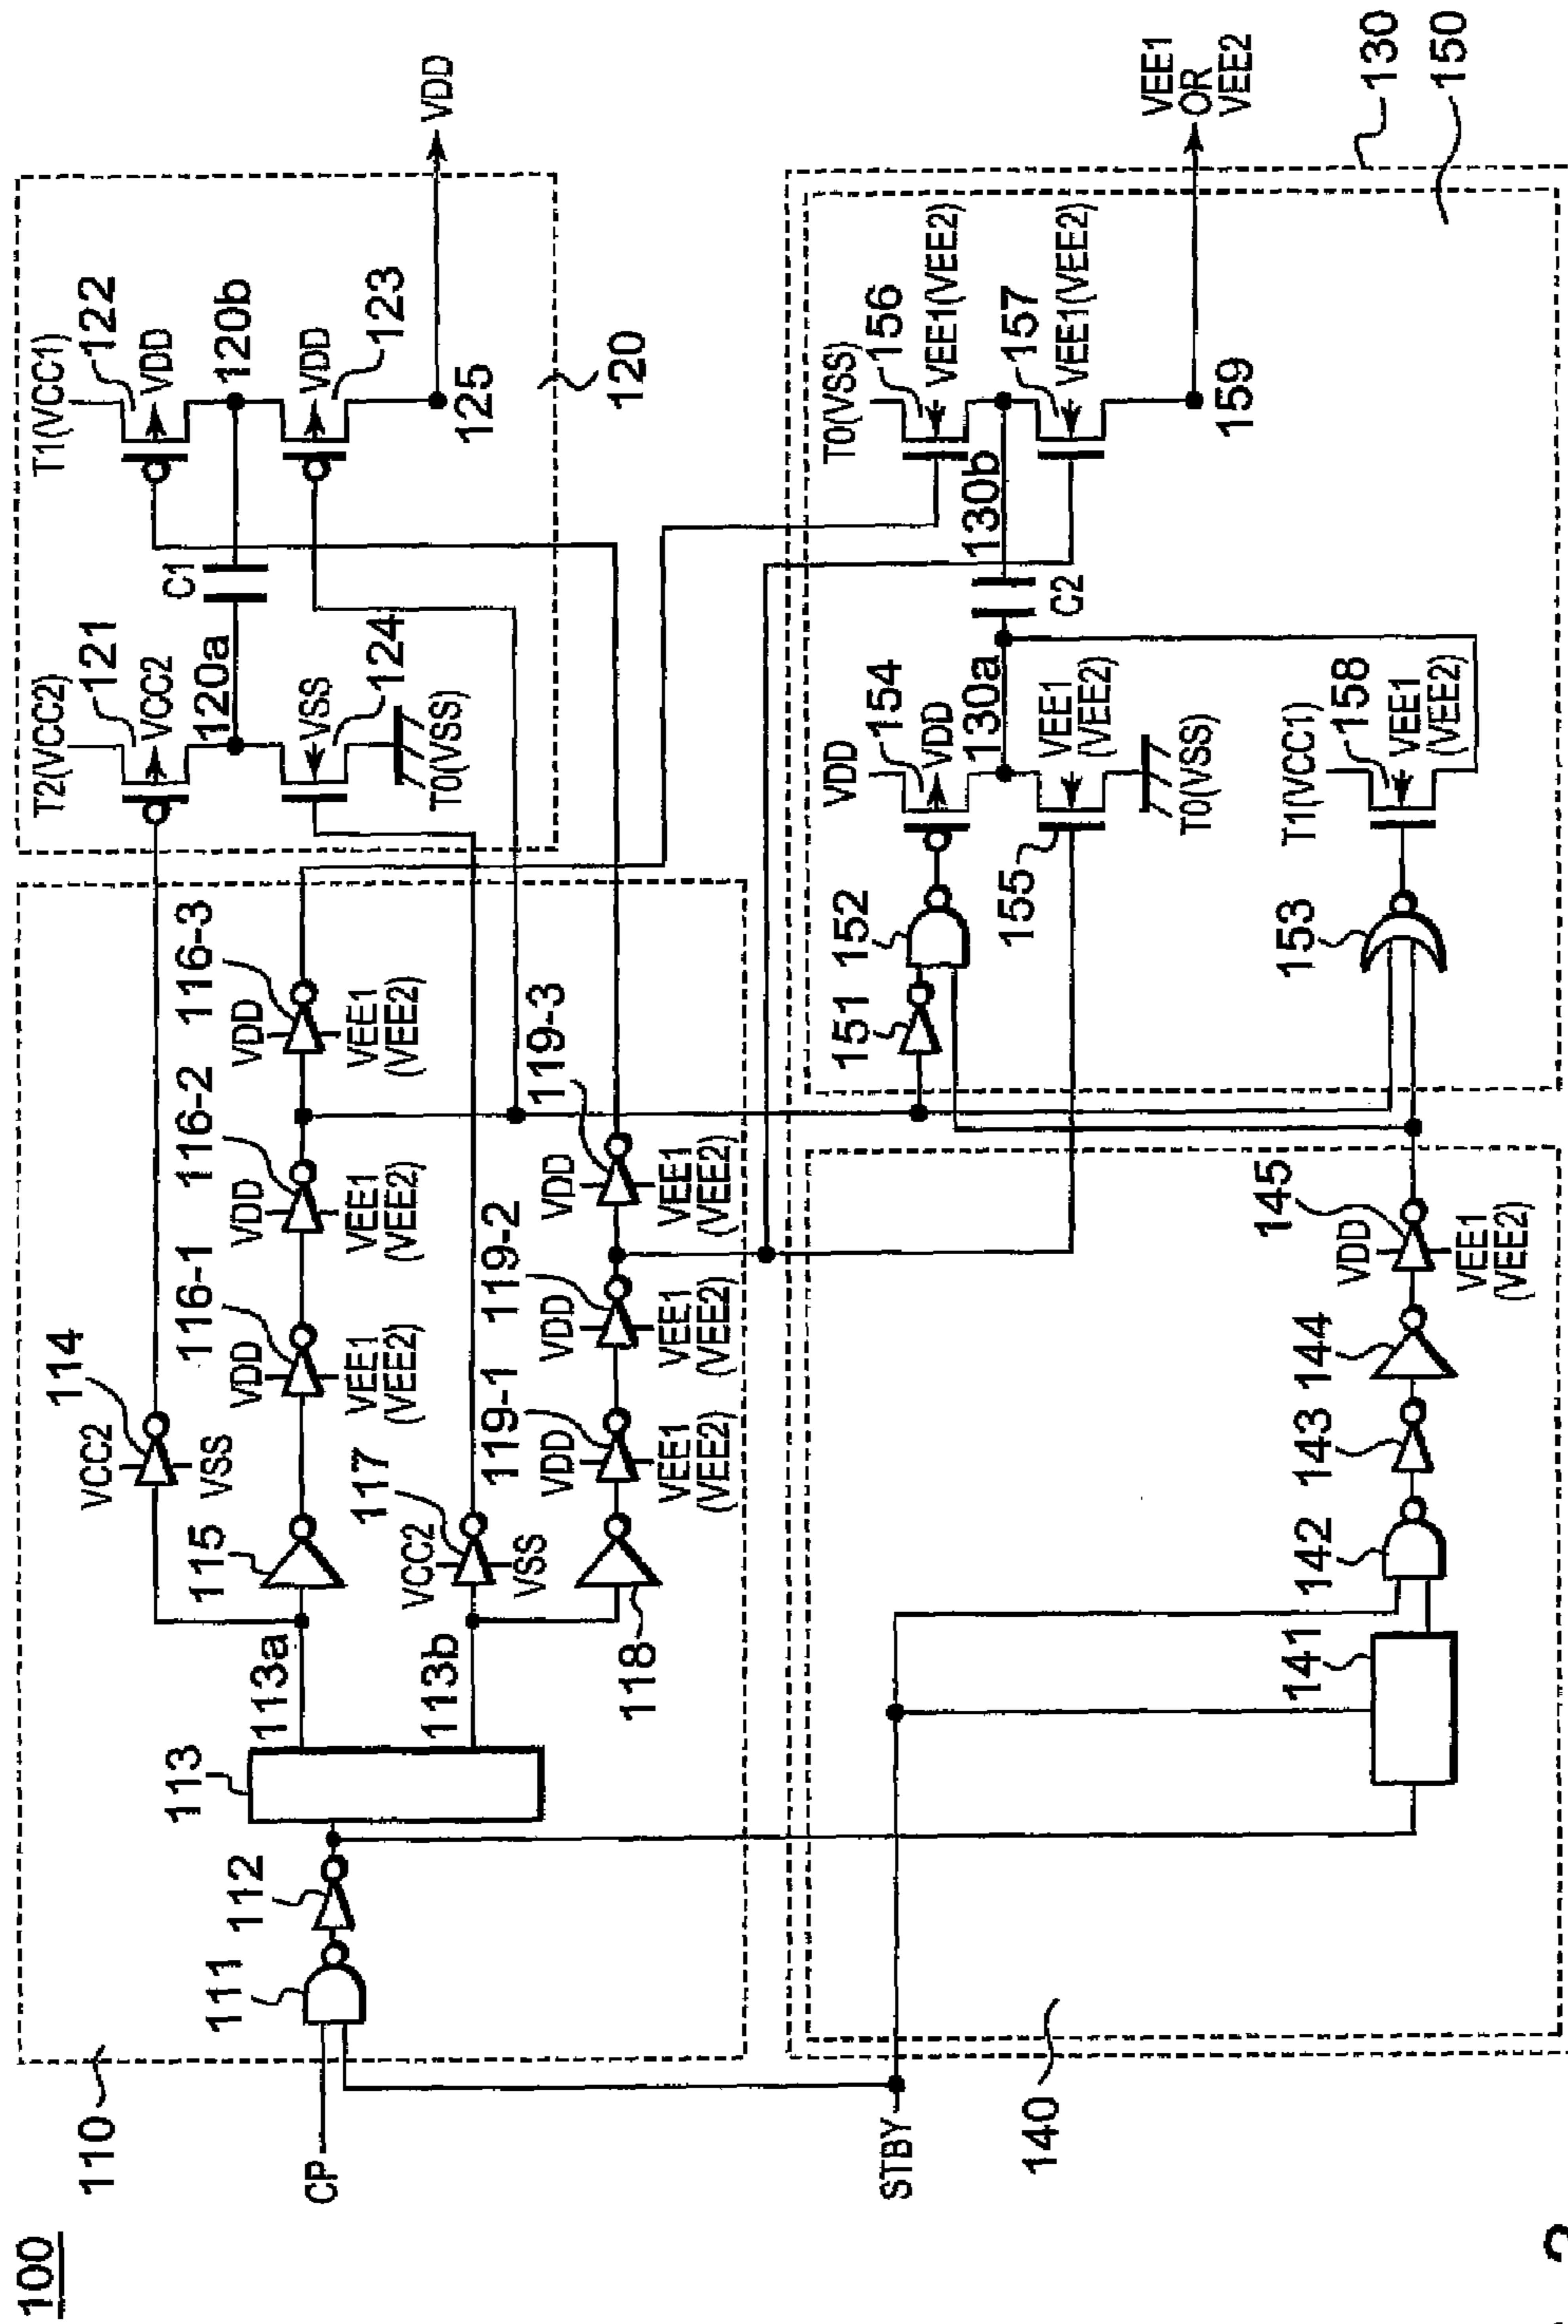 100
110
CP
STBY
111
112
113
113a
113b
115
114
VCC2
VSS
116-1
VDD
VEE1
(VEE2)
116-2
VDD
VEE1
(VEE2)
116-3
VDD
VEE1
(VEE2)
117
VCC2
VSS
118
119-1
VDD
VEE1
(VEE2)
119-2
VDD
VEE1
(VEE2)
119-3
VDD
VEE1
(VEE2)
T2(VCC2)
121
VCC2
120a
124
VSS
T0(VSS)
C1
T1(VCC1)
122
VDD
120b
VDD
123
125
VDD
120
140
141
142
143
144
145
VDD
VEE1
(VEE2)
151
152
153
VDD
154
VDD
130a
155
VEE1
(VEE2)
T0(VSS)
T1(VCC1)
158
VEE1
(VEE2)
C2
130b
T0(VSS)
156
VEE1(VEE2)
157
VEE1(VEE2)
159
VEE1
OR
VEE2
130
150